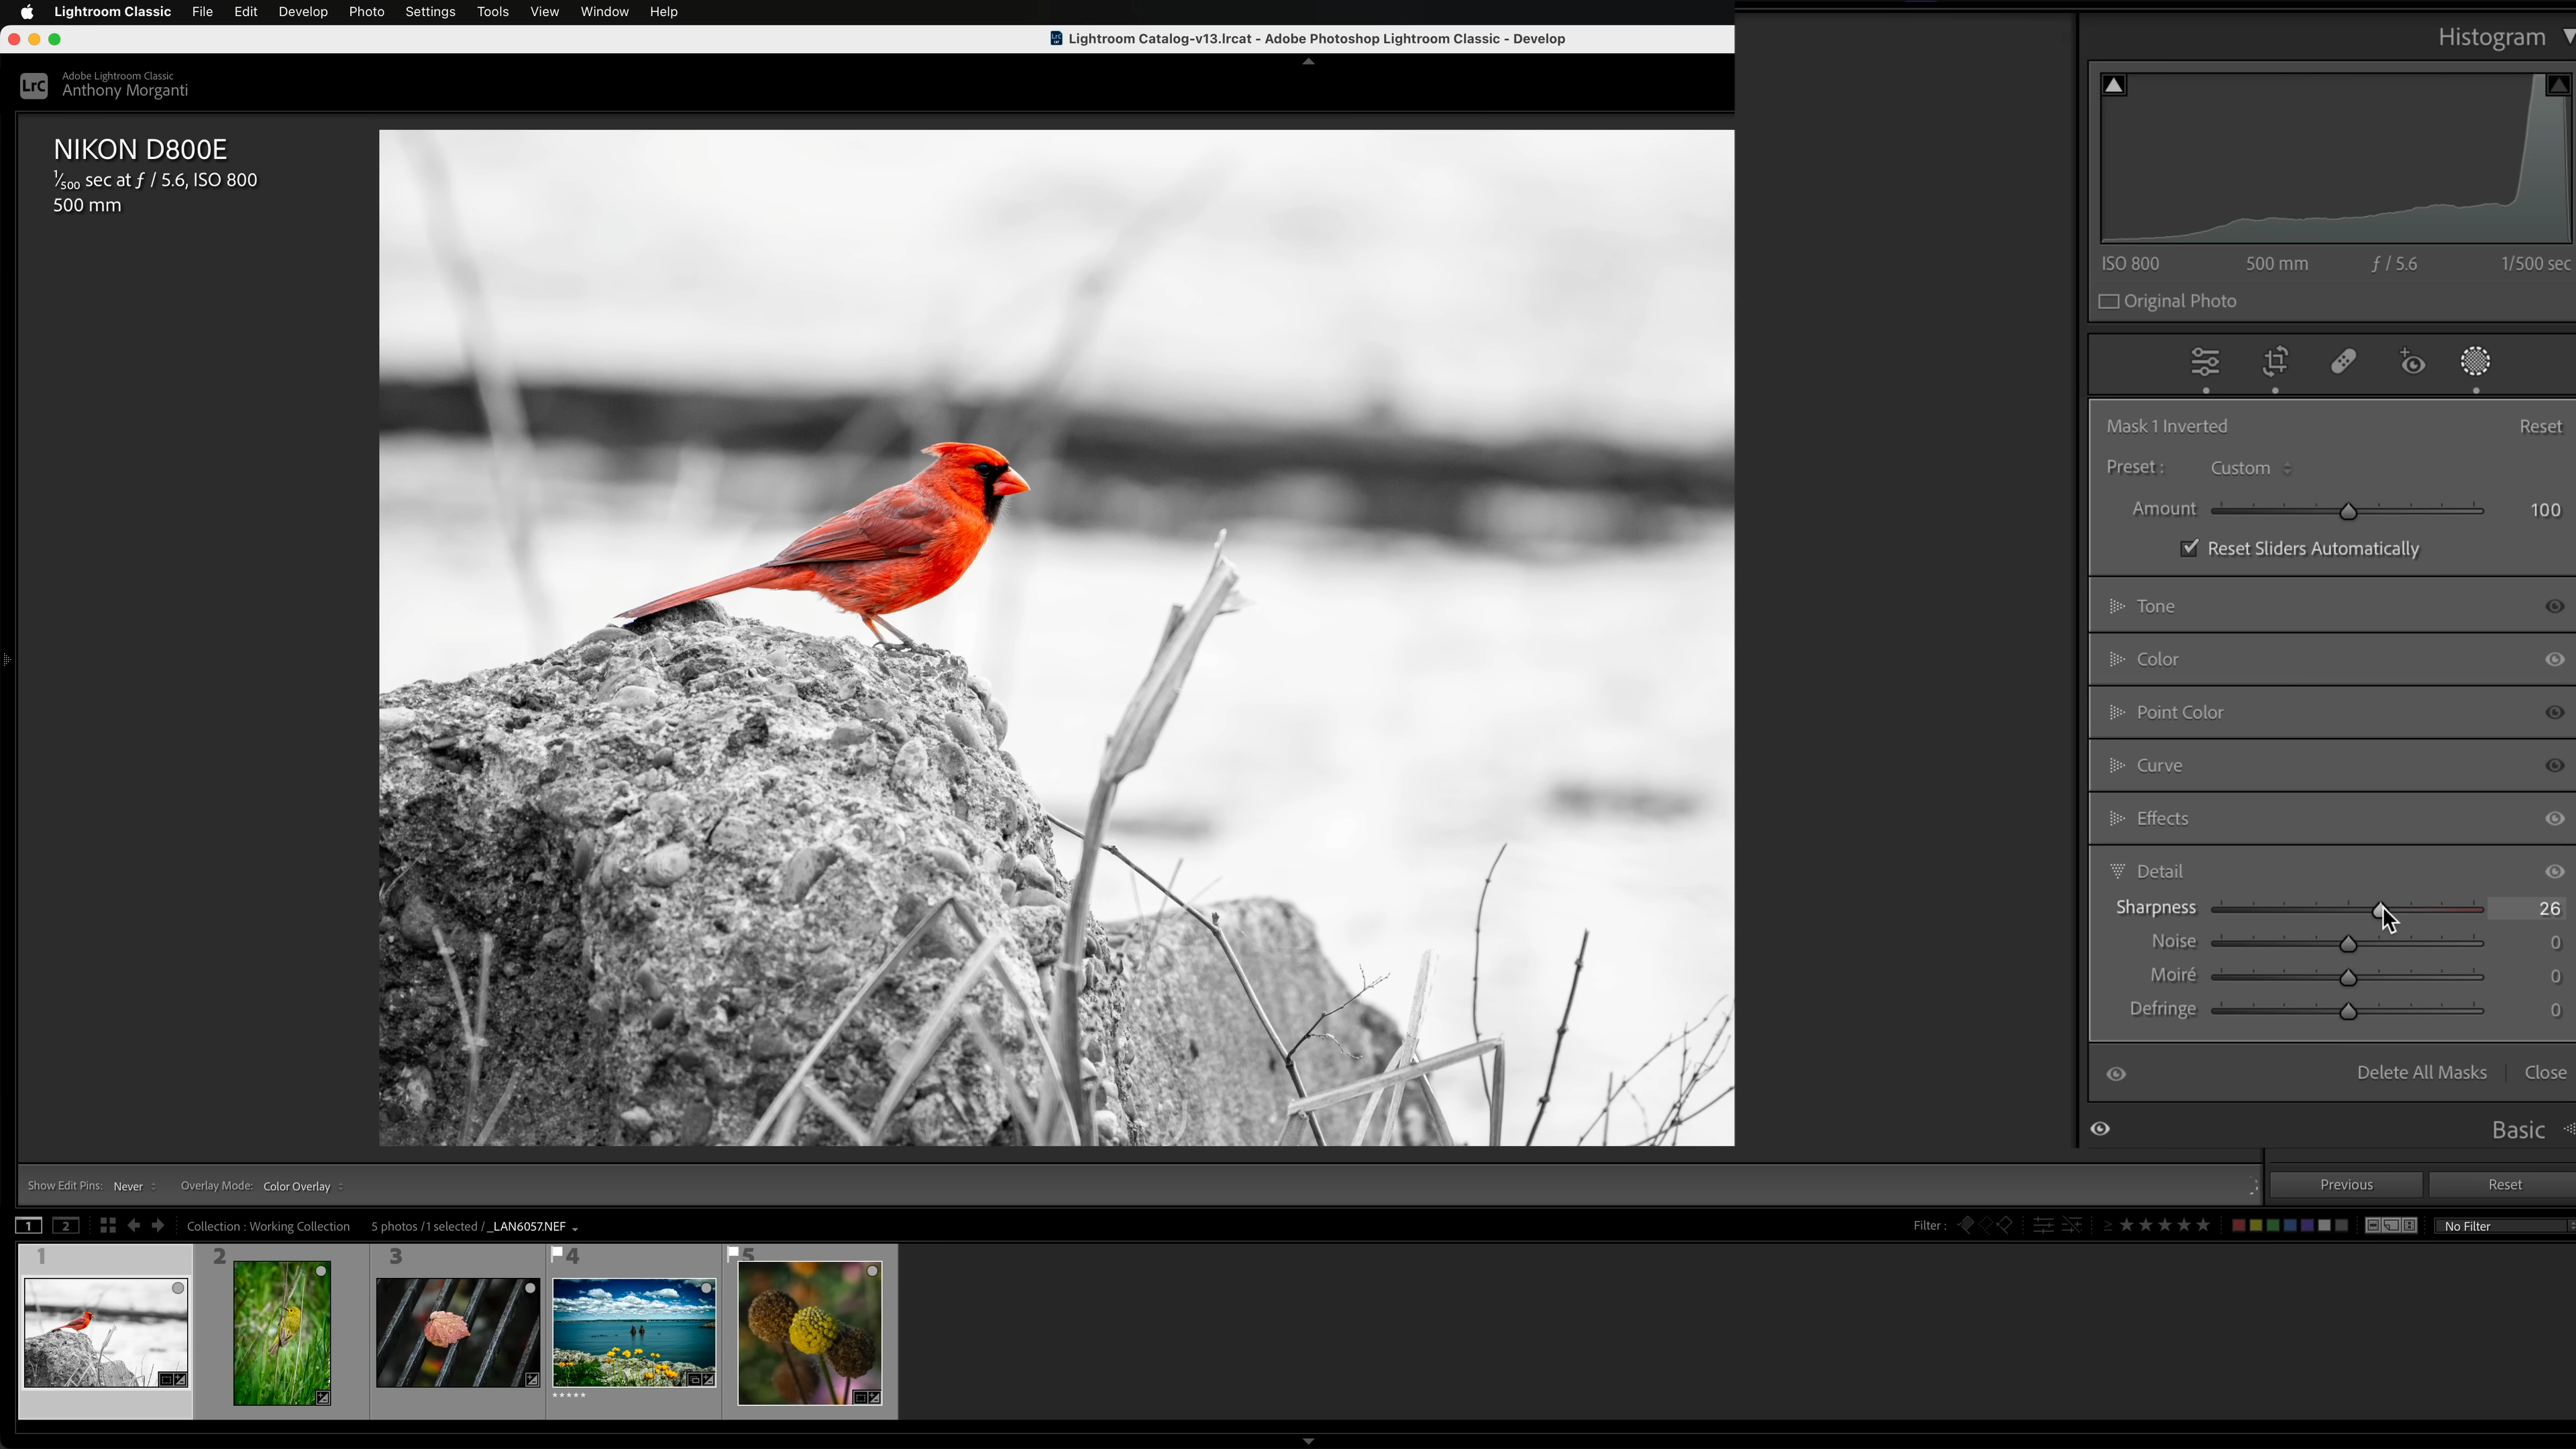 Lightroom Classic File Edit Develop Photo Settings Tools View Window Help
Lightroom Catalog-v13.lrcat - Adobe Photoshop Lightroom Classic - Develop
LrC
Adobe Lightroom Classic
Anthony Morganti
NIKON D800E
1/500 sec at ƒ / 5.6, ISO 800
500 mm
Histogram
ISO 800 500 mm ƒ / 5.6 1/500 sec
Original Photo
Mask 1 Inverted Reset
Preset : Custom
Amount 100
Reset Sliders Automatically
Tone
Color
Point Color
Curve
Effects
Detail
Sharpness 26
Noise 0
Moiré 0
Defringe 0
Delete All Masks Close
Basic
Show Edit Pins: Never Overlay Mode: Color Overlay
Previous Reset
1 2 Collection : Working Collection 5 photos /1 selected /_LAN6057.NEF Filter : ≥ ★★★★★ No Filter
1 2 3 4 5
★★★★★